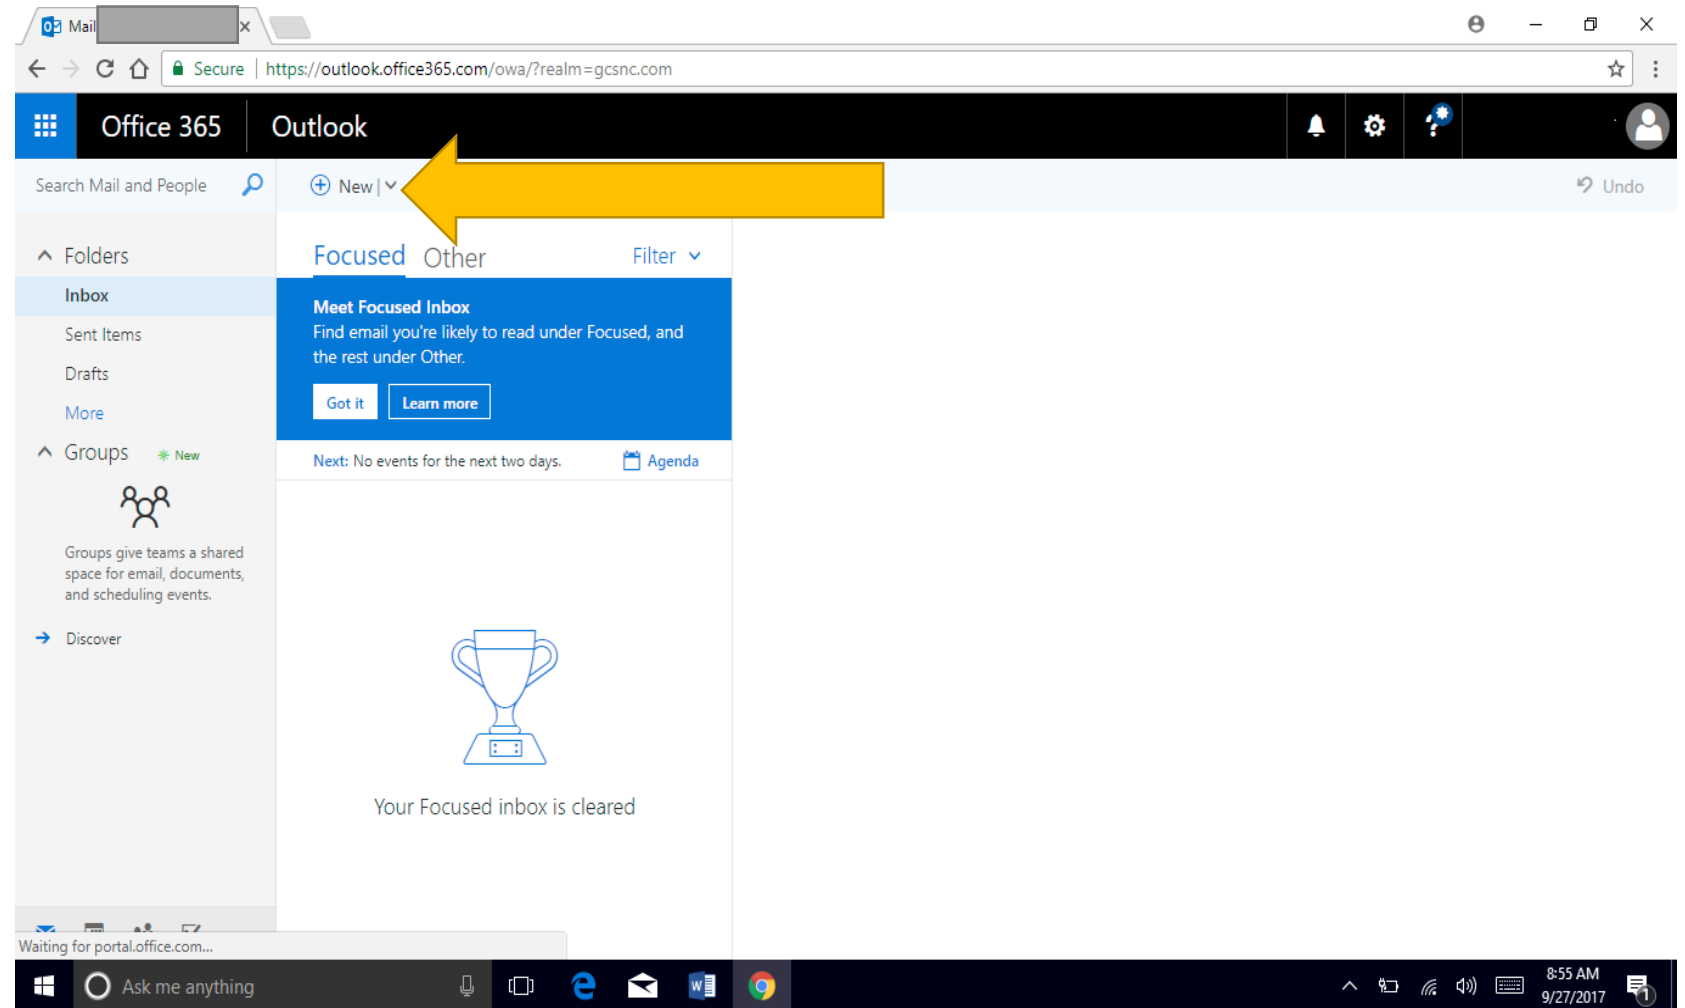 Mail
Secure | https://outlook.office365.com/owa/?realm=gcsnc.com
Office 365 Outlook
Search Mail and People
New
Undo
Folders
Inbox
Sent Items
Drafts
More
Groups
New
Groups give teams a shared
space for email, documents,
and scheduling events.
Discover
Focused Other Filter
Meet Focused Inbox
Find email you're likely to read under Focused, and
the rest under Other.
Got it Learn more
Next: No events for the next two days. Agenda
Your Focused inbox is cleared
Waiting for portal.office.com...
Ask me anything
8:55 AM
9/27/2017
1